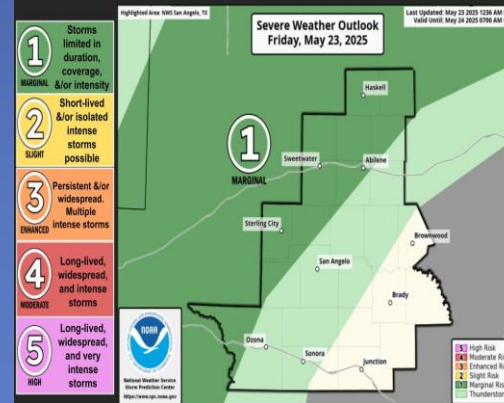 1
MARGINAL
Storms
limited in
duration,
coverage,
&/or intensity
2
SLIGHT
Short-lived
&/or isolated
intense
storms
possible
3
ENHANCED
Persistent &/or
widespread.
Multiple
intense storms
4
MODERATE
Long-lived,
widespread,
and intense
storms
5
HIGH
Long-lived,
widespread,
and very
intense
storms
Highlighted Area: NWS San Angelo, TX
Severe Weather Outlook
Friday, May 23, 2025
Last Updated: May 23 2025 1236 AM
Valid Until: May 24 2025 0700 AM
1
MARGINAL
Haskell
Sweetwater
Abilene
Sterling City
Brownwood
San Angelo
Brady
Ozona
Sonora
Junction
NOAA
National Weather Service
Storm Prediction Center
https://www.spc.noaa.gov
5 High Risk
4 Moderate Ris
3 Enhanced Ris
2 Slight Risk
1 Marginal Risk
Thunderstorm